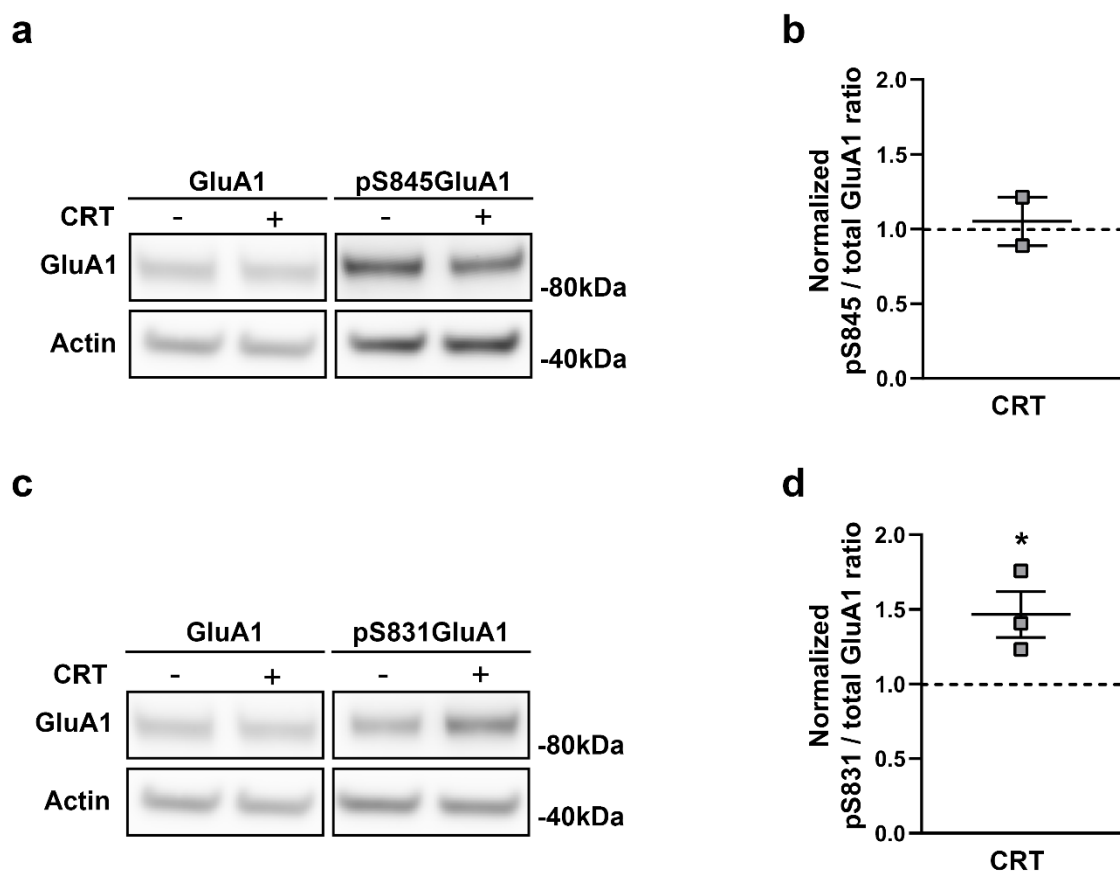 a
GluA1 pS845GluA1
CRT - + - +
GluA1
-80kDa
Actin
-40kDa
b
Normalized
pS845 / total GluA1 ratio
2.0
1.5
1.0
0.5
0.0
CRT
c
GluA1 pS831GluA1
CRT - + - +
GluA1
-80kDa
Actin
-40kDa
d
Normalized
pS831 / total GluA1 ratio
2.0
*
1.5
1.0
0.5
0.0
CRT